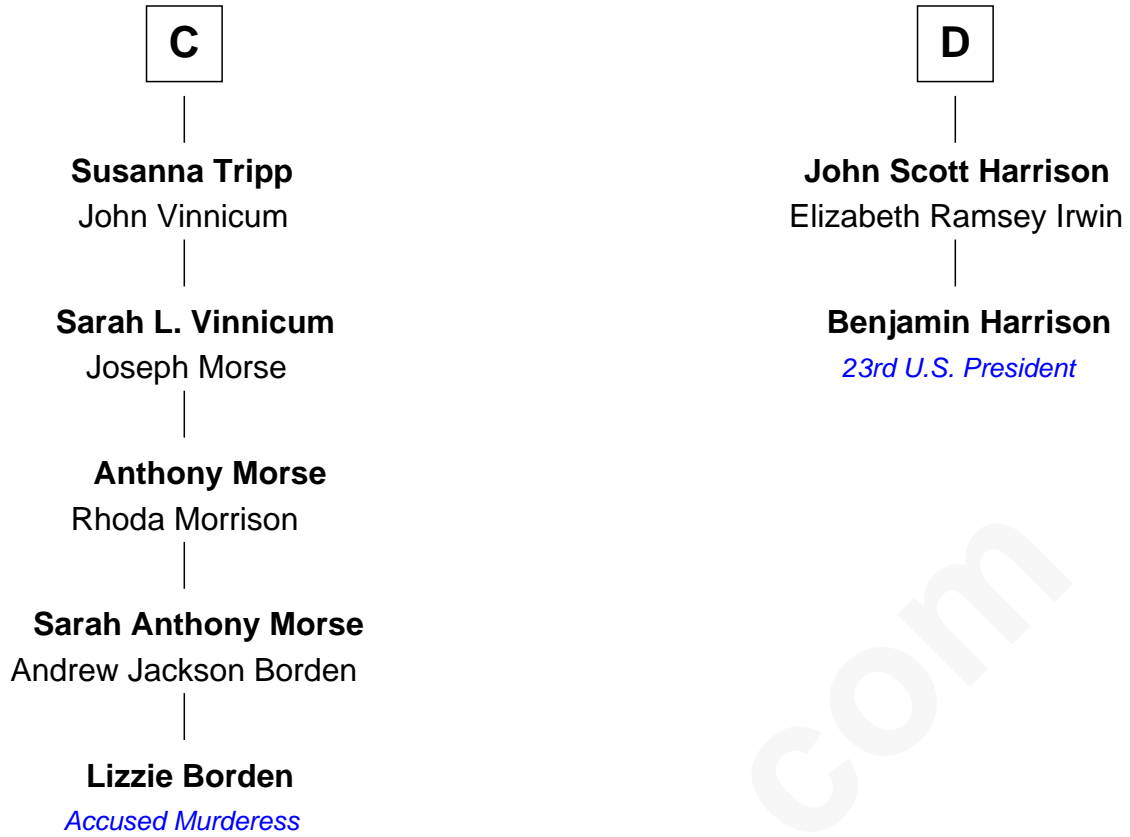 C
Susanna Tripp
John Vinnicum
Sarah L. Vinnicum
Joseph Morse
Anthony Morse
Rhoda Morrison
Sarah Anthony Morse
Andrew Jackson Borden
Lizzie Borden
Accused Murderess
D
John Scott Harrison
Elizabeth Ramsey Irwin
Benjamin Harrison
23rd U.S. President
com